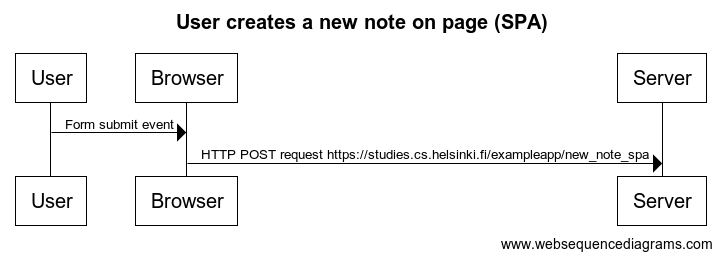 User creates a new note on page (SPA)
User Browser Server
Form submit event
HTTP POST request https://studies.cs.helsinki.fi/exampleapp/new_note_spa
User Browser Server
www.websequencediagrams.com